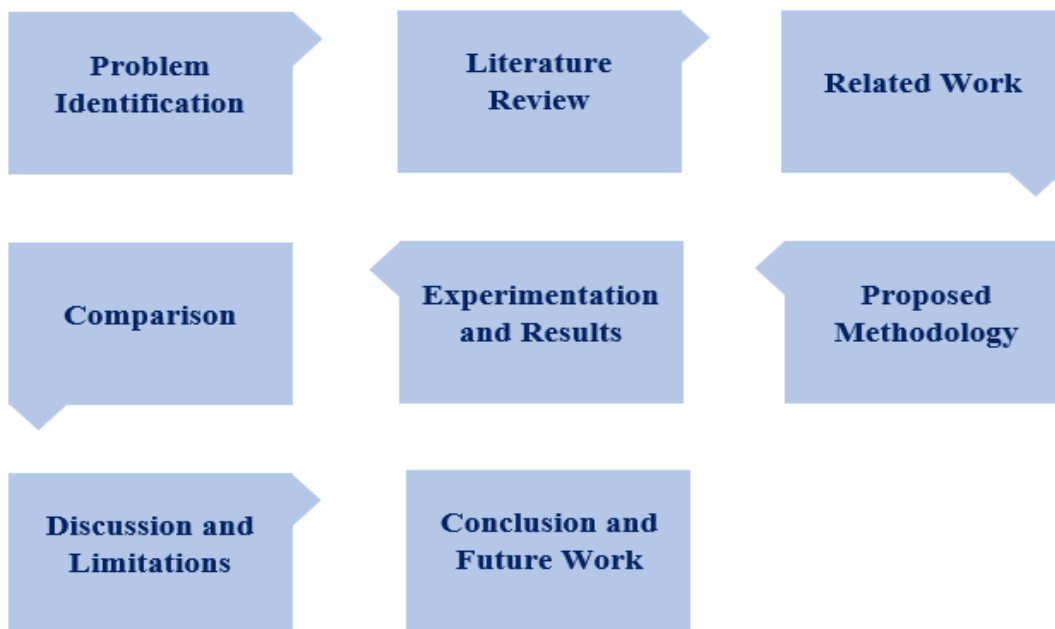 Problem
Identification
Literature
Review
Related Work
Proposed
Methodology
Experimentation
and Results
Comparison
Discussion and
Limitations
Conclusion and
Future Work